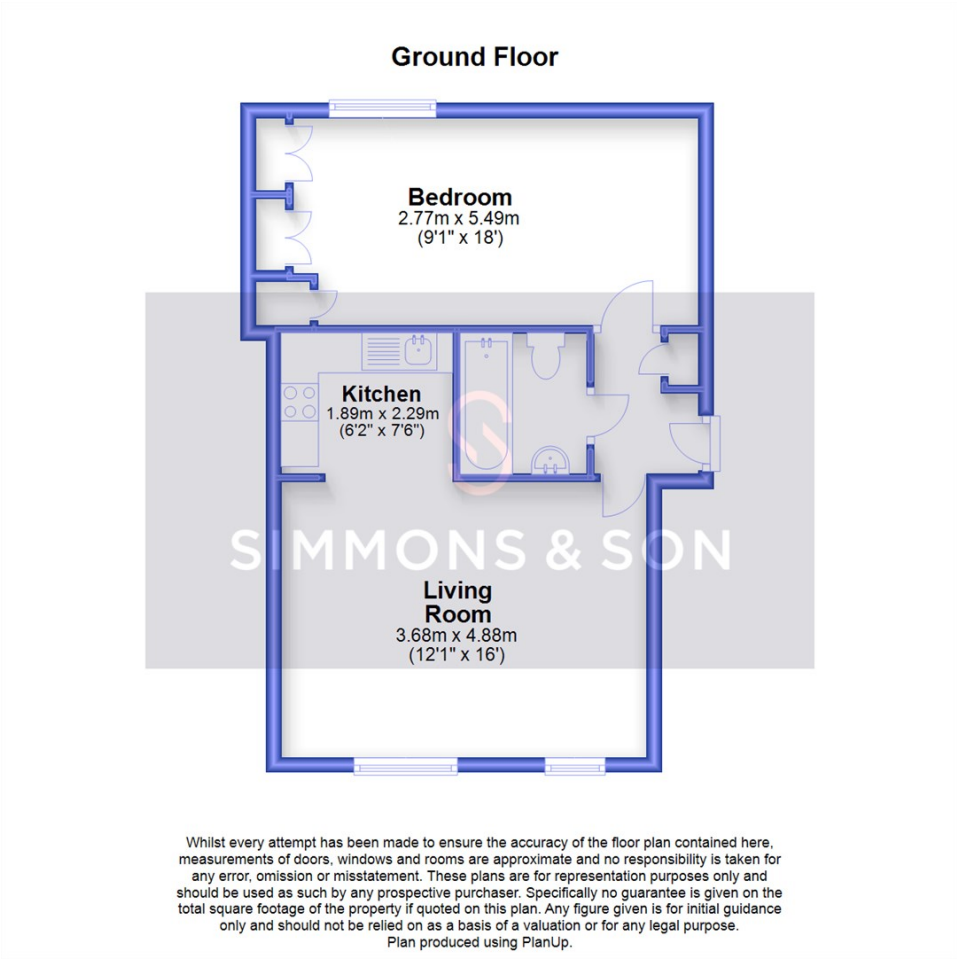 Ground Floor
Bedroom
2.77m x 5.49m
(9'1" x 18')
Kitchen
1.89m x 2.29m
(6'2" x 7'6")
SIMMONS & SON
Living
Room
3.68m x 4.88m
(12'1" x 16')
Whilst every attempt has been made to ensure the accuracy of the floor plan contained here,
measurements of doors, windows and rooms are approximate and no responsibility is taken for
any error, omission or misstatement. These plans are for representation purposes only and
should be used as such by any prospective purchaser. Specifically no guarantee is given on the
total square footage of the property if quoted on this plan. Any figure given is for initial guidance
only and should not be relied on as a basis of a valuation or for any legal purpose.
Plan produced using PlanUp.